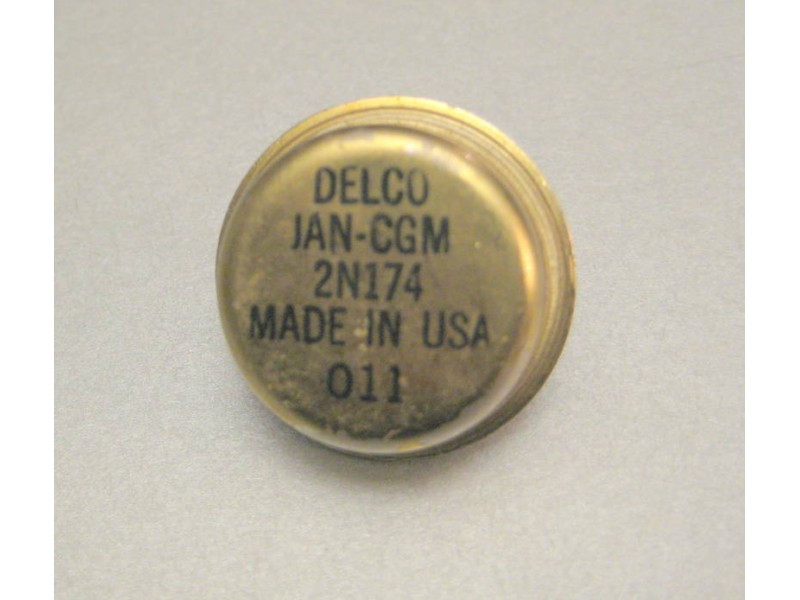 DELCO
JAN-CGM
2N174
MADE IN USA
011